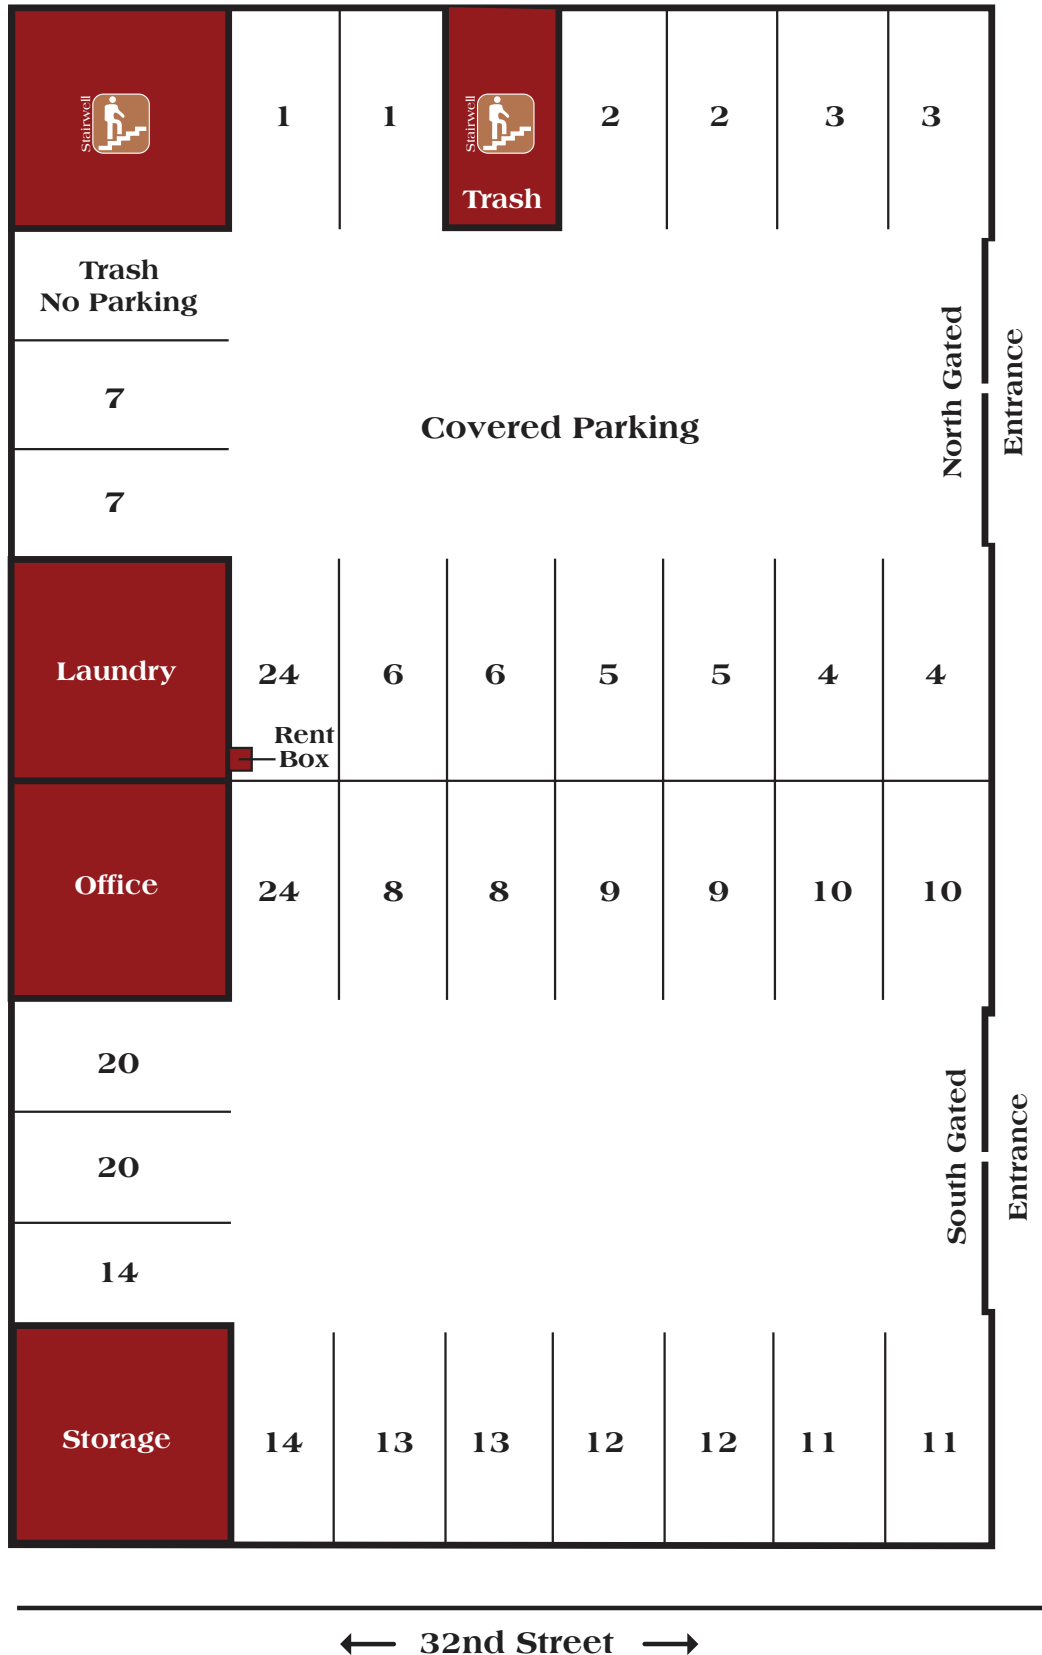 Stairwell
1
1
Stairwell
Trash
2
2
3
3
Trash
No Parking
7
7
Covered Parking
North Gated
Entrance
Laundry
24
6
6
5
5
4
4
Rent
Box
Office
24
8
8
9
9
10
10
20
20
14
South Gated
Entrance
Storage
14
13
13
12
12
11
11
32nd Street